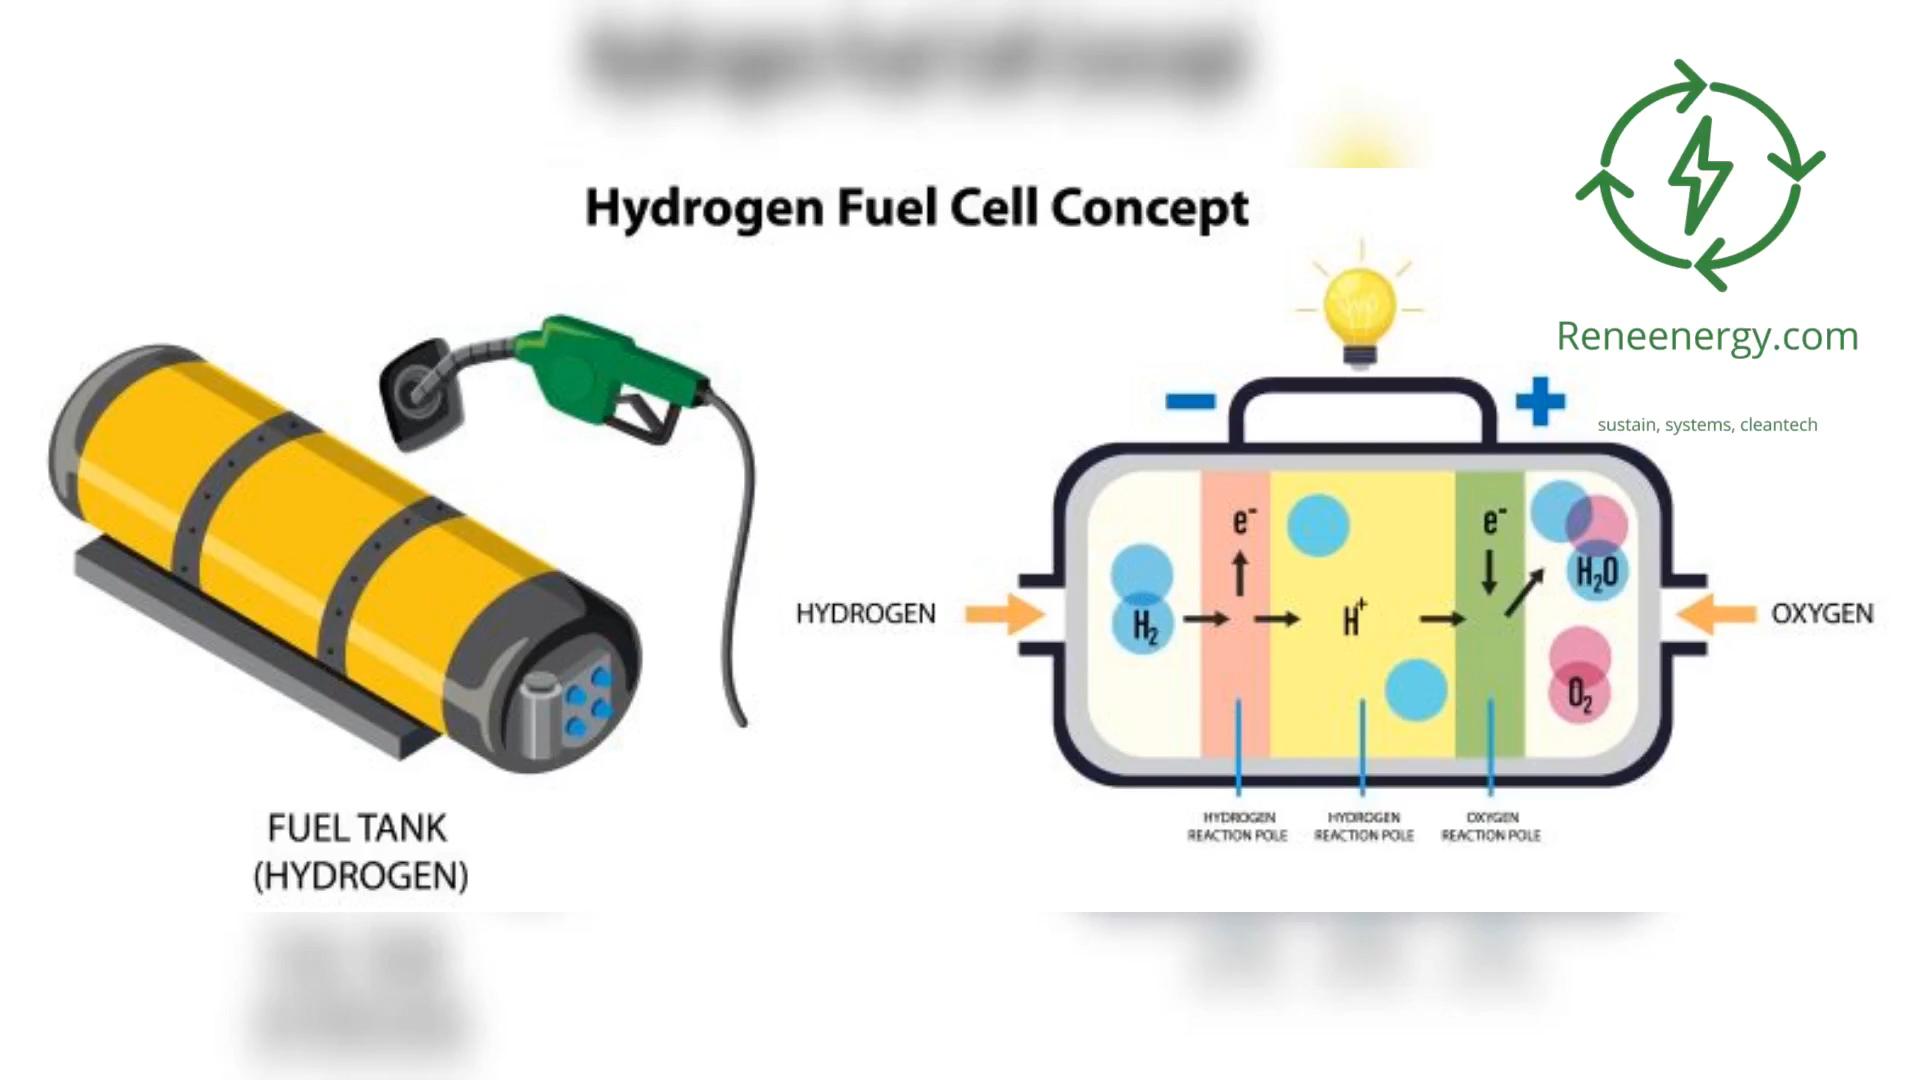 Hydrogen Fuel Cell Concept
Reneenergy.com
sustain, systems, cleantech
− +
e⁻ e⁻
H₂O
HYDROGEN
H₂
H⁺
OXYGEN
O₂
HYDROGEN
REACTION POLE
HYDROGEN
REACTION POLE
OXYGEN
REACTION POLE
FUEL TANK
(HYDROGEN)